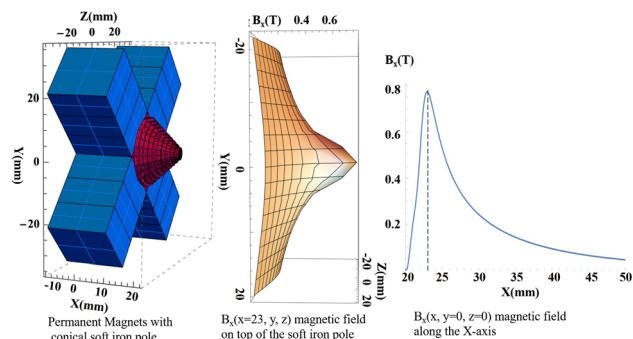 Z(mm)
-20 0 20
20
0
-20
Y(mm)
-10 0 10 20
X(mm)
Permanent Magnets with
conical soft iron pole
Bx(T) 0.4 0.6
-20
0
20
Y(mm)
-20 0 20
Z(mm)
Bx(x=23, y, z) magnetic field
on top of the soft iron pole
Bx(T)
0.8
0.6
0.4
0.2
20 25 30 35 40 45 50
X(mm)
Bx(x, y=0, z=0) magnetic field
along the X-axis